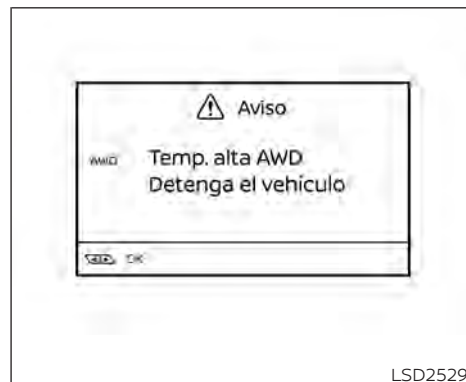 Aviso
AWD
Temp. alta AWD
Detenga el vehículo
OK
LSD2529